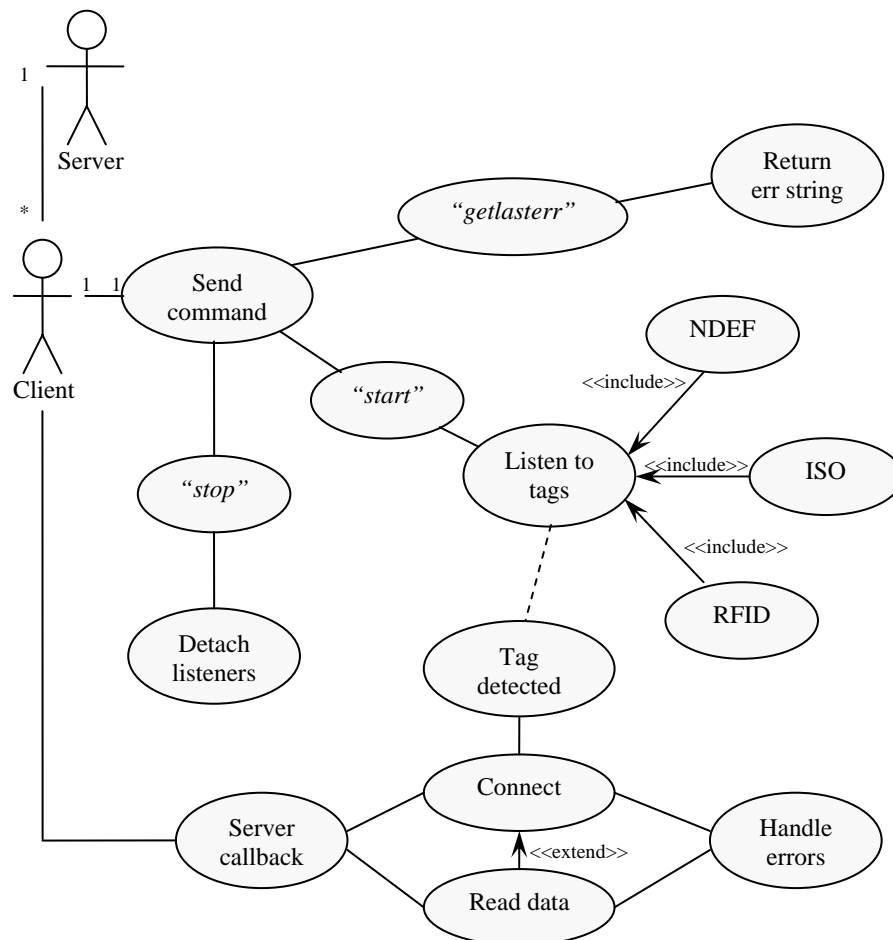 1
Server
*
Return
err string
“getlasterr”
Send
command
1
1
Client
NDEF
<<include>>
“start”
Listen to
tags
<<include>>
ISO
“stop”
<<include>>
RFID
Detach
listeners
Tag
detected
Connect
Server
callback
<<extend>>
Handle
errors
Read data